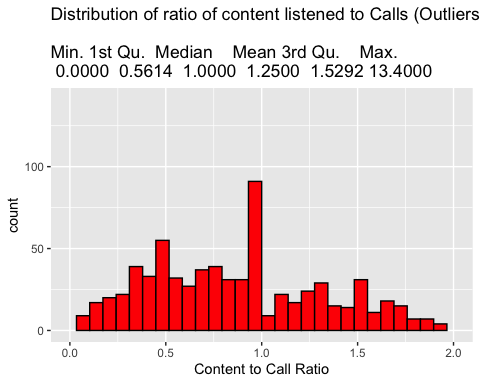 Distribution of ratio of content listened to Calls (Outliers
Min. 1st Qu. Median Mean 3rd Qu. Max.
0.0000 0.5614 1.0000 1.2500 1.5292 13.4000
100
50
0
count
0.0 0.5 1.0 1.5 2.0
Content to Call Ratio